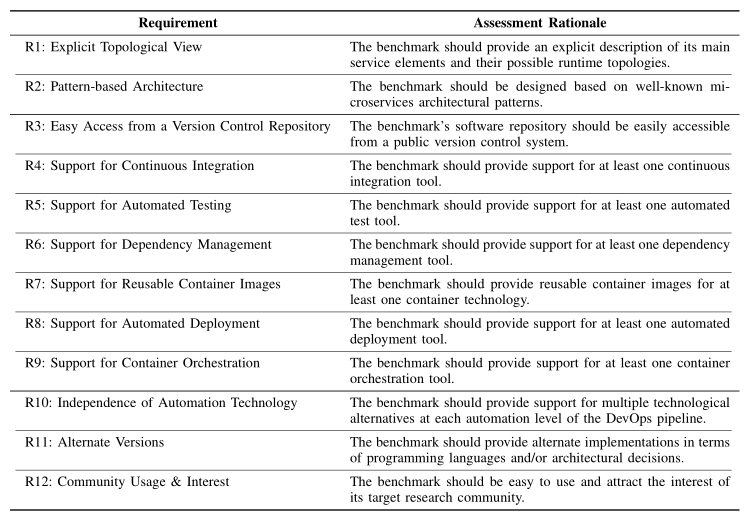 Requirement Assessment Rationale
R1: Explicit Topological View The benchmark should provide an explicit description of its main
service elements and their possible runtime topologies.
R2: Pattern-based Architecture The benchmark should be designed based on well-known mi-
croservices architectural patterns.
R3: Easy Access from a Version Control Repository The benchmark's software repository should be easily accessible
from a public version control system.
R4: Support for Continuous Integration The benchmark should provide support for at least one continuous
integration tool.
R5: Support for Automated Testing The benchmark should provide support for at least one automated
test tool.
R6: Support for Dependency Management The benchmark should provide support for at least one dependency
management tool.
R7: Support for Reusable Container Images The benchmark should provide reusable container images for at
least one container technology.
R8: Support for Automated Deployment The benchmark should provide support for at least one automated
deployment tool.
R9: Support for Container Orchestration The benchmark should provide support for at least one container
orchestration tool.
R10: Independence of Automation Technology The benchmark should provide support for multiple technological
alternatives at each automation level of the DevOps pipeline.
R11: Alternate Versions The benchmark should provide alternate implementations in terms
of programming languages and/or architectural decisions.
R12: Community Usage & Interest The benchmark should be easy to use and attract the interest of
its target research community.